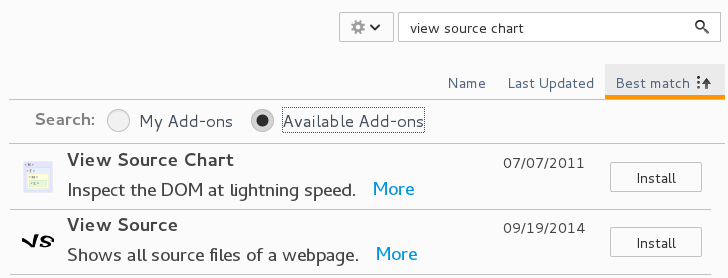 view source chart
Name Last Updated Best match
Search: My Add-ons Available Add-ons
View Source Chart 07/07/2011 Install
Inspect the DOM at lightning speed. More
View Source 09/19/2014 Install
VS
Shows all source files of a webpage. More